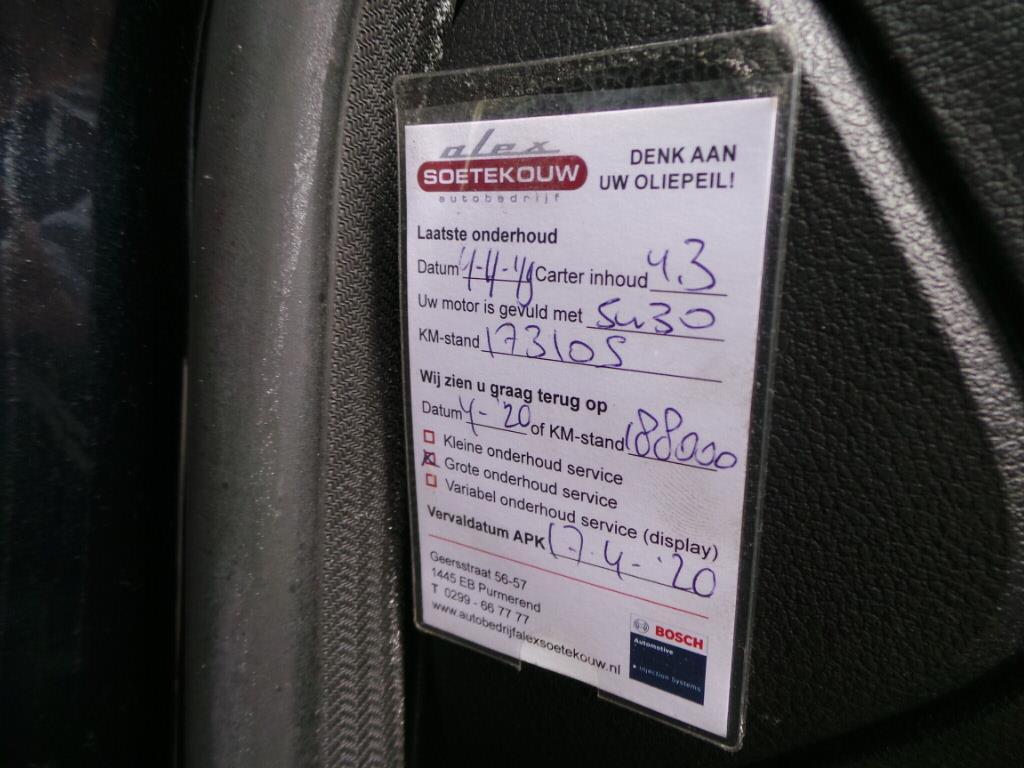 alex
SOETEKOUW
autobedrijf
DENK AAN
UW OLIEPEIL!
Laatste onderhoud
Datum Carter inhoud 4.3
Uw motor is gevuld met 5w30
KM-stand 173105
Wij zien u graag terug op
Datum 4-'20 of KM-stand 188000
Kleine onderhoud service
Grote onderhoud service
Variabel onderhoud service (display)
Vervaldatum APK 17-4-'20
Geersstraat 56-57
1445 EB Purmerend
T 0299 - 66 77 77
www.autobedrijfalexsoetekouw.nl
BOSCH
Automotive
Injection Systems